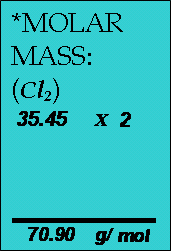 *MOLAR
MASS:
(Cl₂)
35.45 x 2
70.90 g/ mol